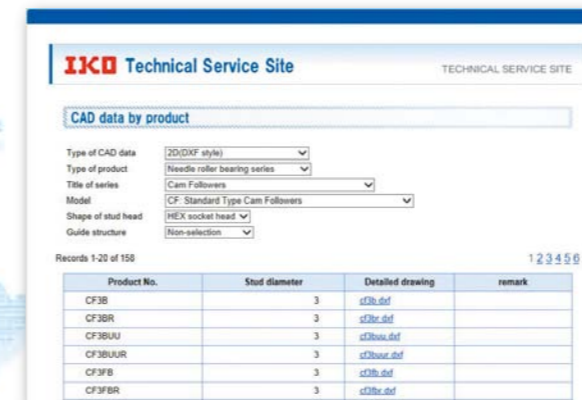 IKO Technical Service Site
TECHNICAL SERVICE SITE
CAD data by product
Type of CAD data 2D(DXF style)
Type of product Needle roller bearing series
Title of series Cam Followers
Model CF: Standard Type Cam Followers
Shape of stud head HEX socket head
Guide structure Non-selection
Records 1-20 of 158 1 2 3 4 5 6
Product No. Stud diameter Detailed drawing remark
CF3B 3 cf3b.dxf
CF3BR 3 cf3br.dxf
CF3BUU 3 cf3buu.dxf
CF3BUUR 3 cf3buur.dxf
CF3FB 3 cf3fb.dxf
CF3FBR 3 cf3fbr.dxf